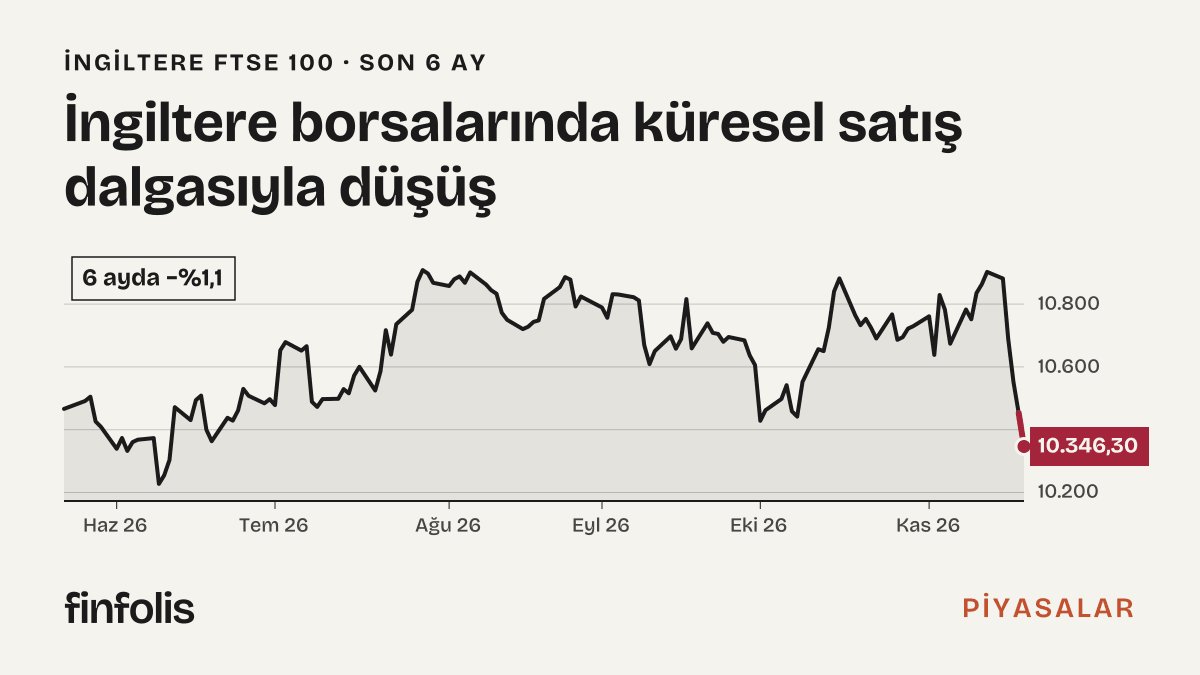 İNGİLTERE FTSE 100 · SON 6 AY
İngiltere borsalarında küresel satış
dalgasıyla düşüş
6 ayda −%1,1
10.800
10.600
10.346,30
10.200
Haz 26 Tem 26 Ağu 26 Eyl 26 Eki 26 Kas 26
finfolis
PİYASALAR